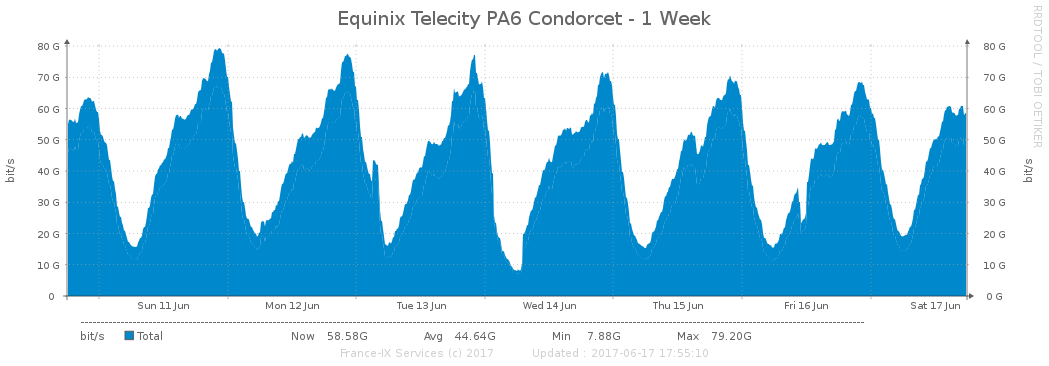 Equinix Telecity PA6 Condorcet - 1 Week
RRDTOOL / TOBI OETIKER
bit/s
80 G 80 G
70 G 70 G
60 G 60 G
50 G 50 G
40 G 40 G
30 G 30 G
20 G 20 G
10 G 10 G
0 0 G
bit/s
Sun 11 Jun Mon 12 Jun Tue 13 Jun Wed 14 Jun Thu 15 Jun Fri 16 Jun Sat 17 Jun
bit/s Total Now 58.58G Avg 44.64G Min 7.88G Max 79.20G
France-IX Services (c) 2017 Updated : 2017-06-17 17:55:10